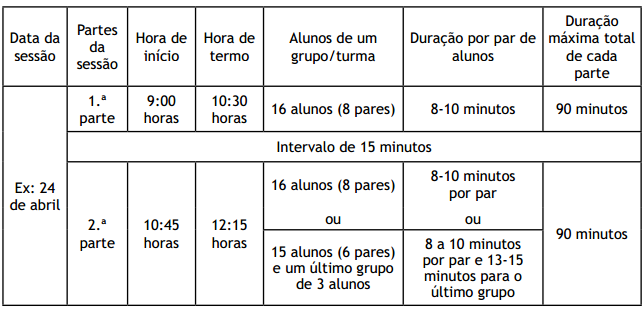 Data da
sessão
Partes
da
sessão
Hora de
início
Hora de
termo
Alunos de um
grupo/turma
Duração por par de
alunos
Duração
máxima total
de cada
parte
Ex: 24
de abril
1.ª
parte
9:00
horas
10:30
horas
16 alunos (8 pares)
8-10 minutos
90 minutos
Intervalo de 15 minutos
2.ª
parte
10:45
horas
12:15
horas
16 alunos (8 pares)
ou
15 alunos (6 pares)
e um último grupo
de 3 alunos
8-10 minutos
por par
ou
8 a 10 minutos
por par e 13-15
minutos para o
último grupo
90 minutos